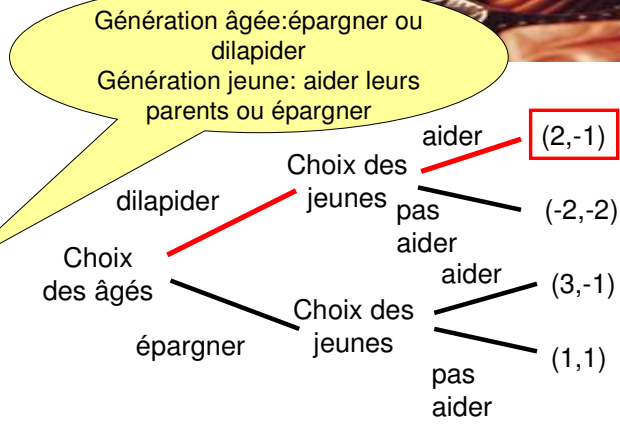 Génération âgée:épargner ou
dilapider
Génération jeune: aider leurs
parents ou épargner
aider
(2,-1)
Choix des
jeunes
dilapider
pas
aider
(-2,-2)
Choix
des âgés
aider
(3,-1)
Choix des
jeunes
épargner
(1,1)
pas
aider